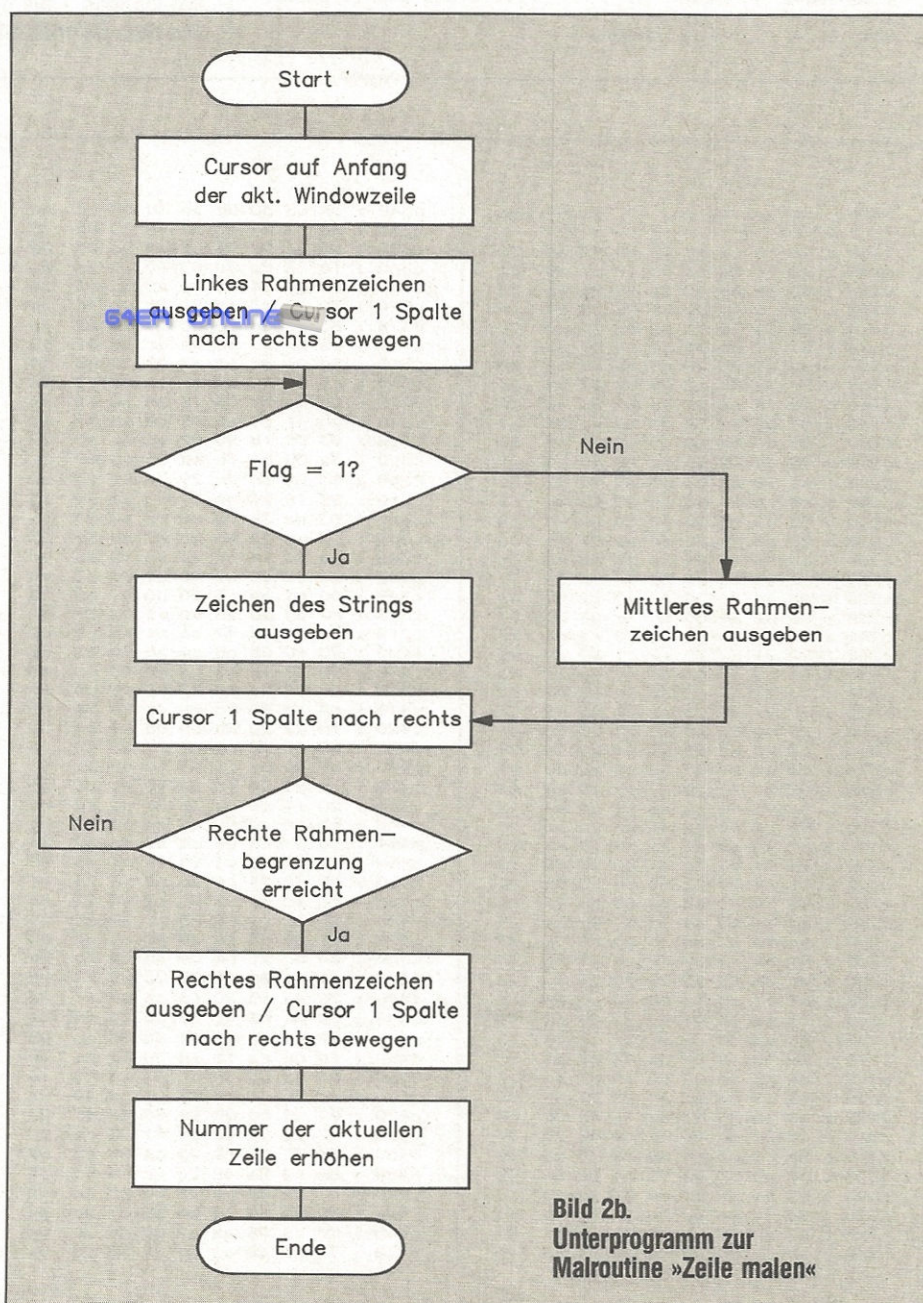 Start
Cursor auf Anfang
der akt. Windowzeile
Linkes Rahmenzeichen
ausgeben / Cursor 1 Spalte
nach rechts bewegen
64ER ONLINE
Flag = 1?
Nein
Ja
Zeichen des Strings
ausgeben
Mittleres Rahmen–
zeichen ausgeben
Cursor 1 Spalte nach rechts
Nein
Rechte Rahmen–
begrenzung
erreicht
Ja
Rechtes Rahmenzeichen
ausgeben / Cursor 1 Spalte
nach rechts bewegen
Nummer der aktuellen
Zeile erhöhen
Ende
Bild 2b.
Unterprogramm zur
Malroutine »Zeile malen«